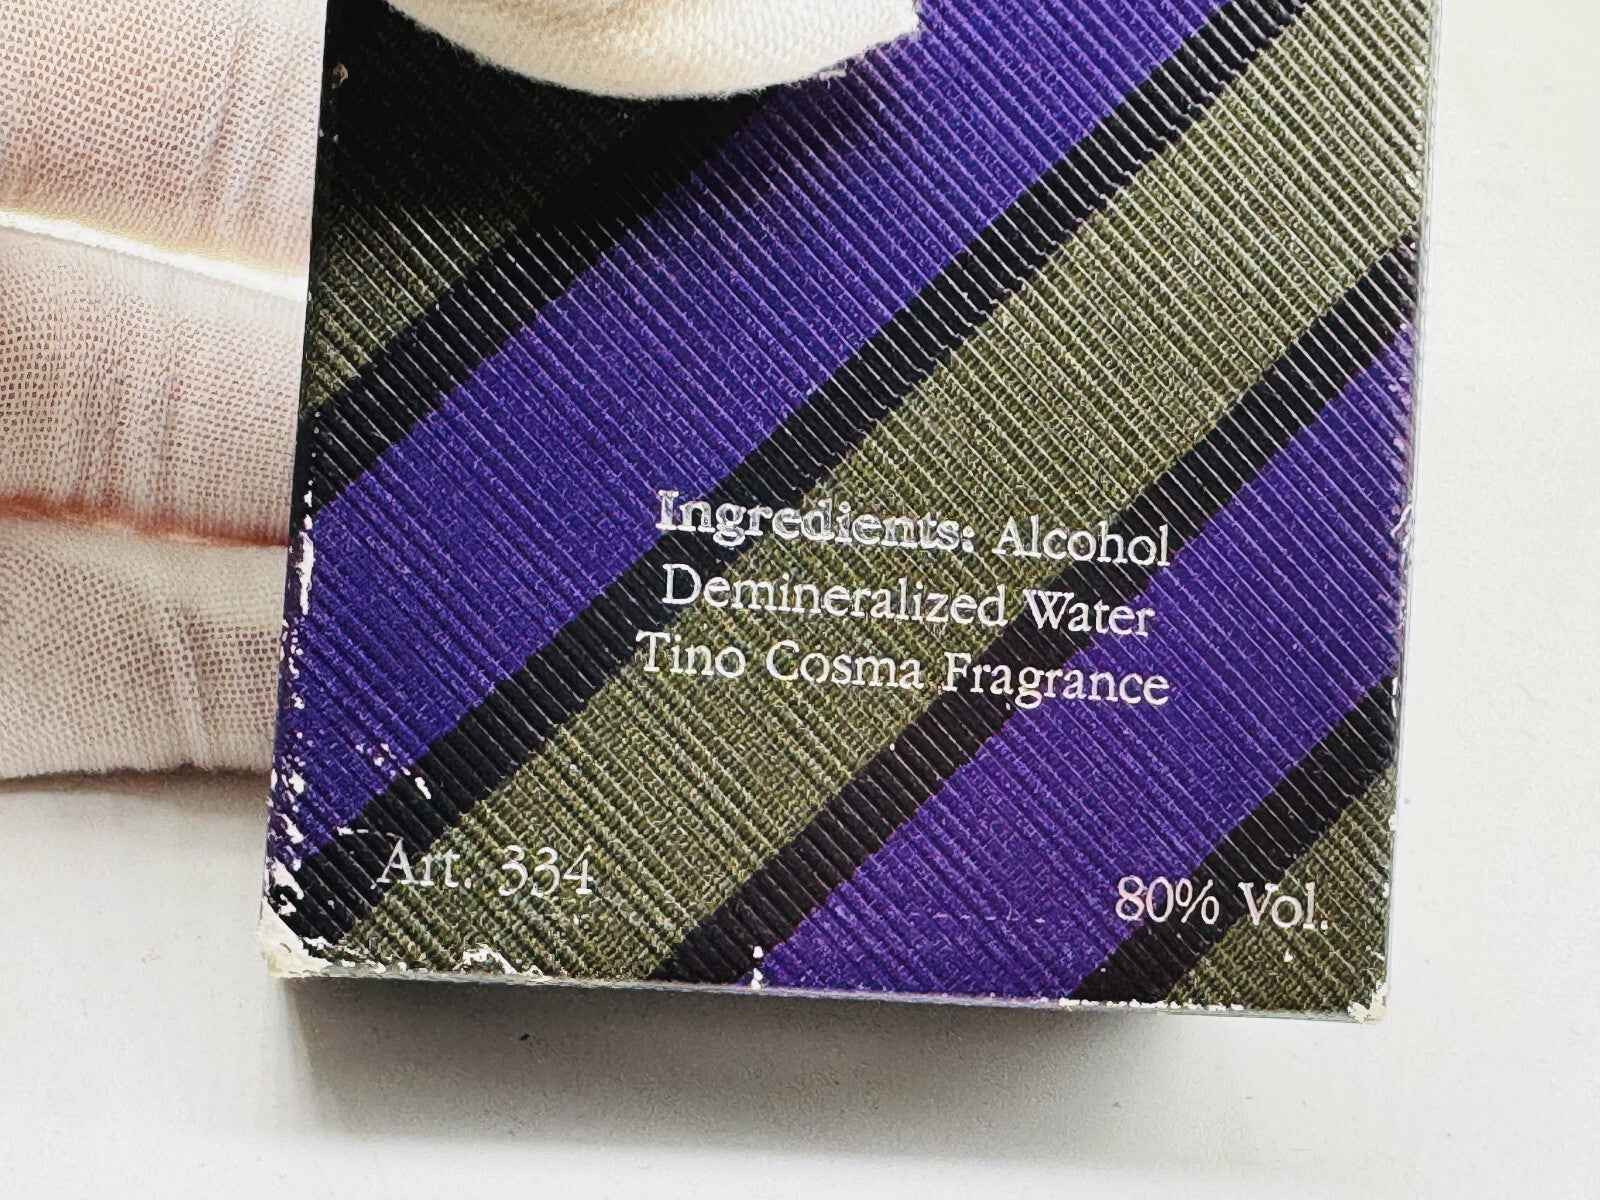 Ingredients: Alcohol
Demineralized Water
Tino Cosma Fragrance
Art. 334
80% Vol.